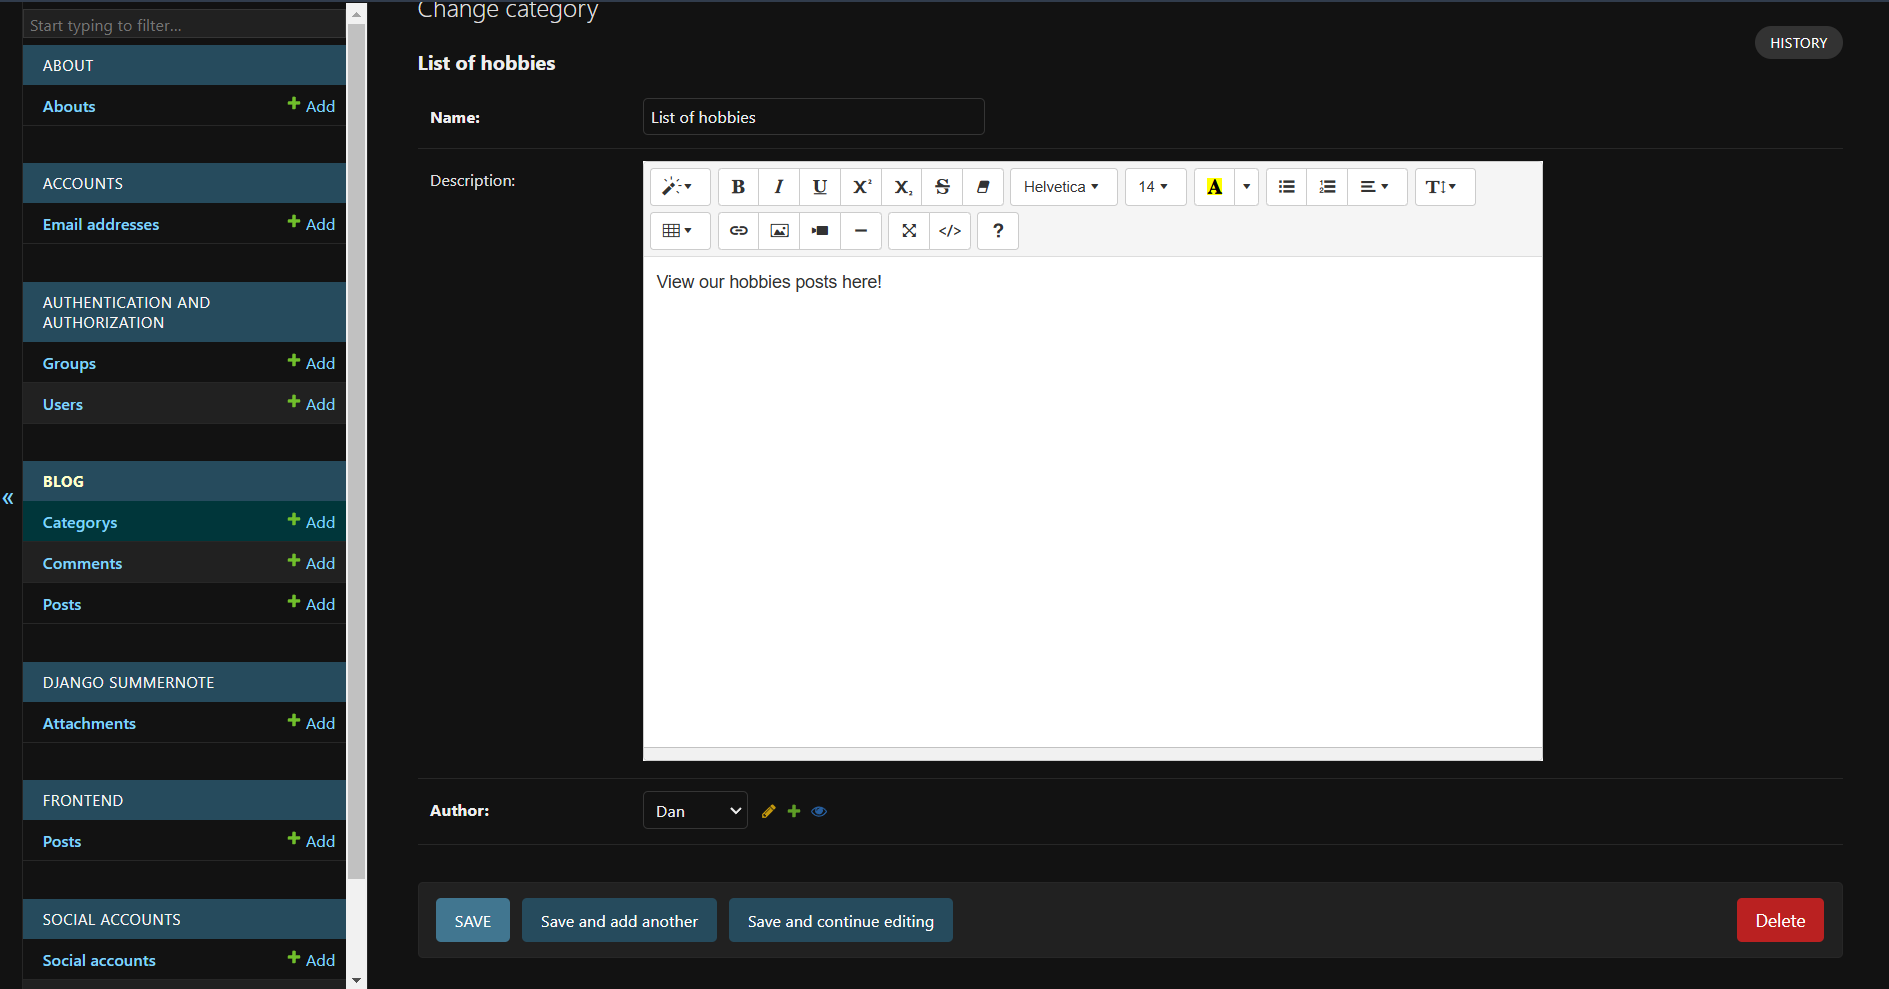 Start typing to filter...
ABOUT
Abouts Add
ACCOUNTS
Email addresses Add
AUTHENTICATION AND
AUTHORIZATION
Groups Add
Users Add
BLOG
Categorys Add
Comments Add
Posts Add
DJANGO SUMMERNOTE
Attachments Add
FRONTEND
Posts Add
SOCIAL ACCOUNTS
Social accounts Add
«
Change category
HISTORY
List of hobbies
Name: List of hobbies
Description:
B I U X² X₂ S Helvetica 14 A T
</> ?
View our hobbies posts here!
Author: Dan
SAVE Save and add another Save and continue editing Delete